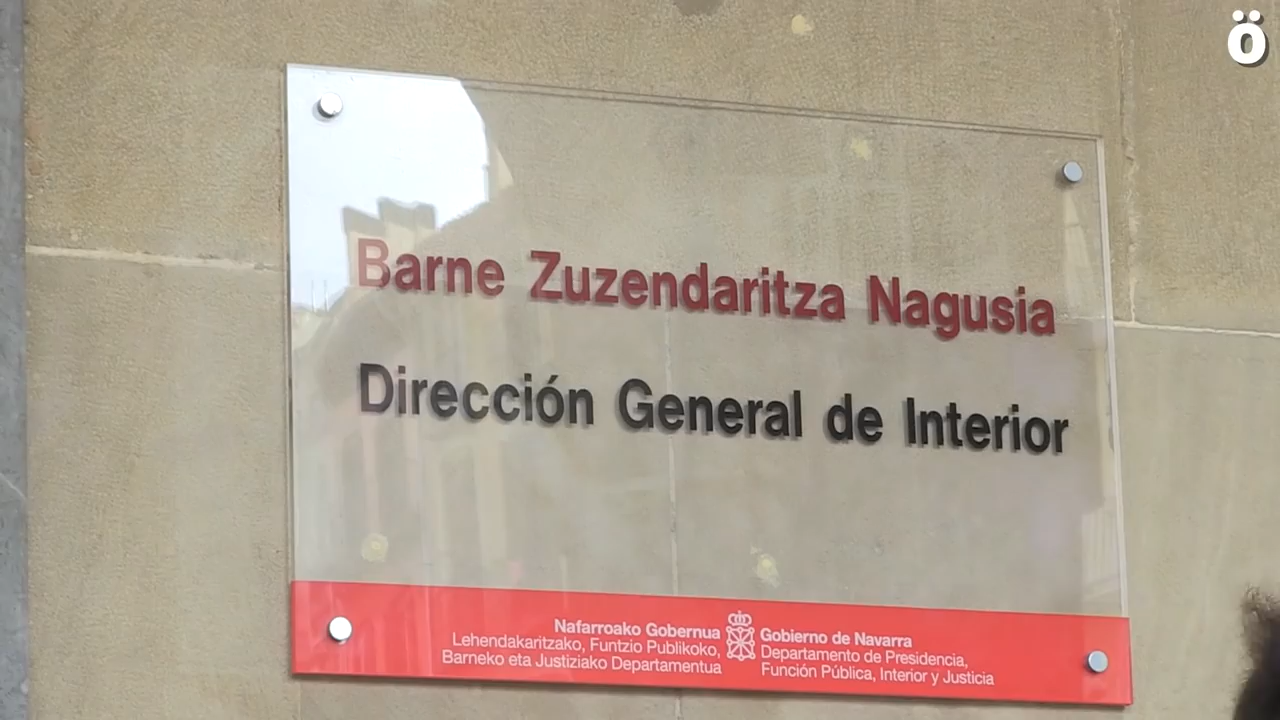 ö
Barne Zuzendaritza Nagusia
Dirección General de Interior
Nafarroako Gobernua
Lehendakaritzako, Funtzio Publikoko,
Barneko eta Justiziako Departamentua
Gobierno de Navarra
Departamento de Presidencia,
Función Pública, Interior y Justicia